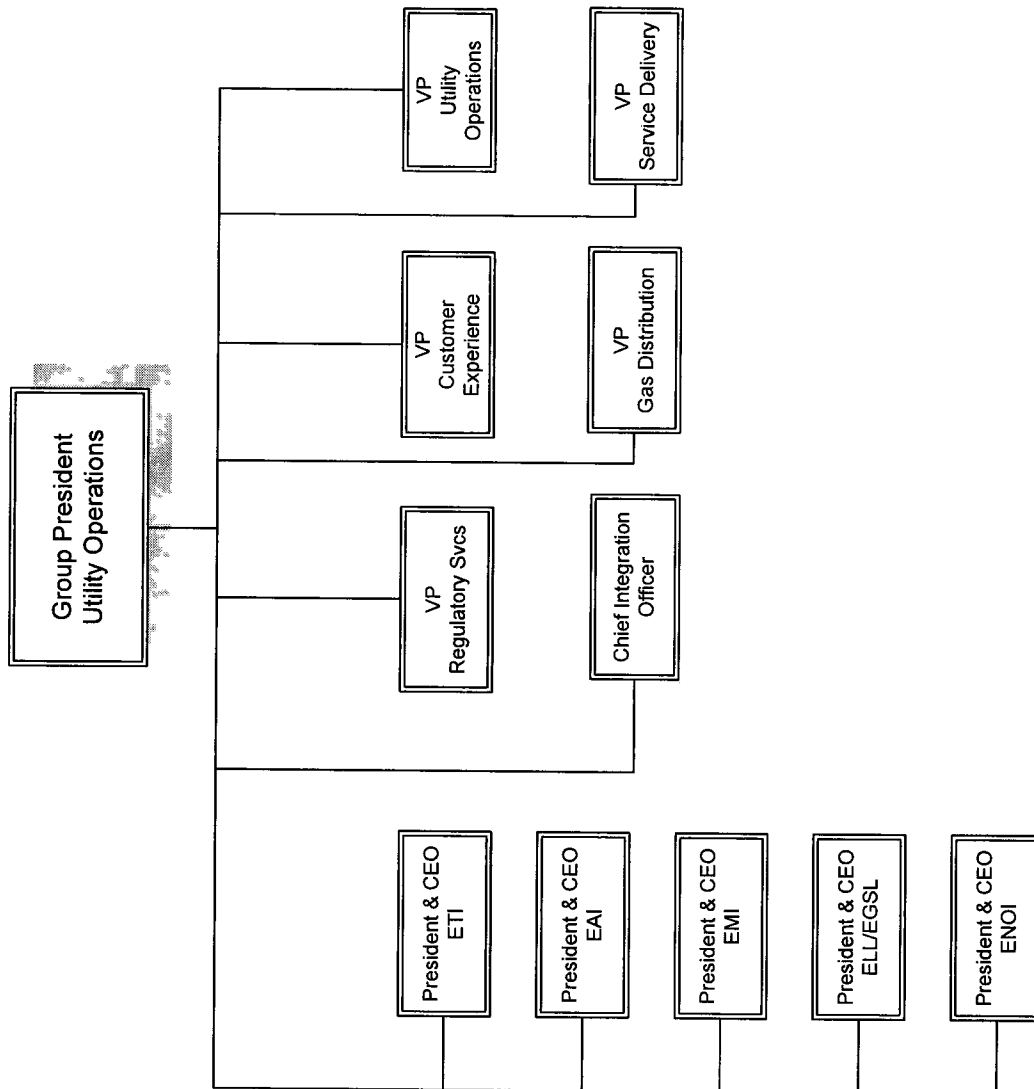 Group President
Utility Operations
President & CEO
ETI
President & CEO
EAI
President & CEO
EMI
President & CEO
ELL/EGSL
President & CEO
ENOI
VP
Regulatory Svcs
Chief Integration
Officer
VP
Customer
Experience
VP
Gas Distribution
VP
Utility
Operations
VP
Service Delivery